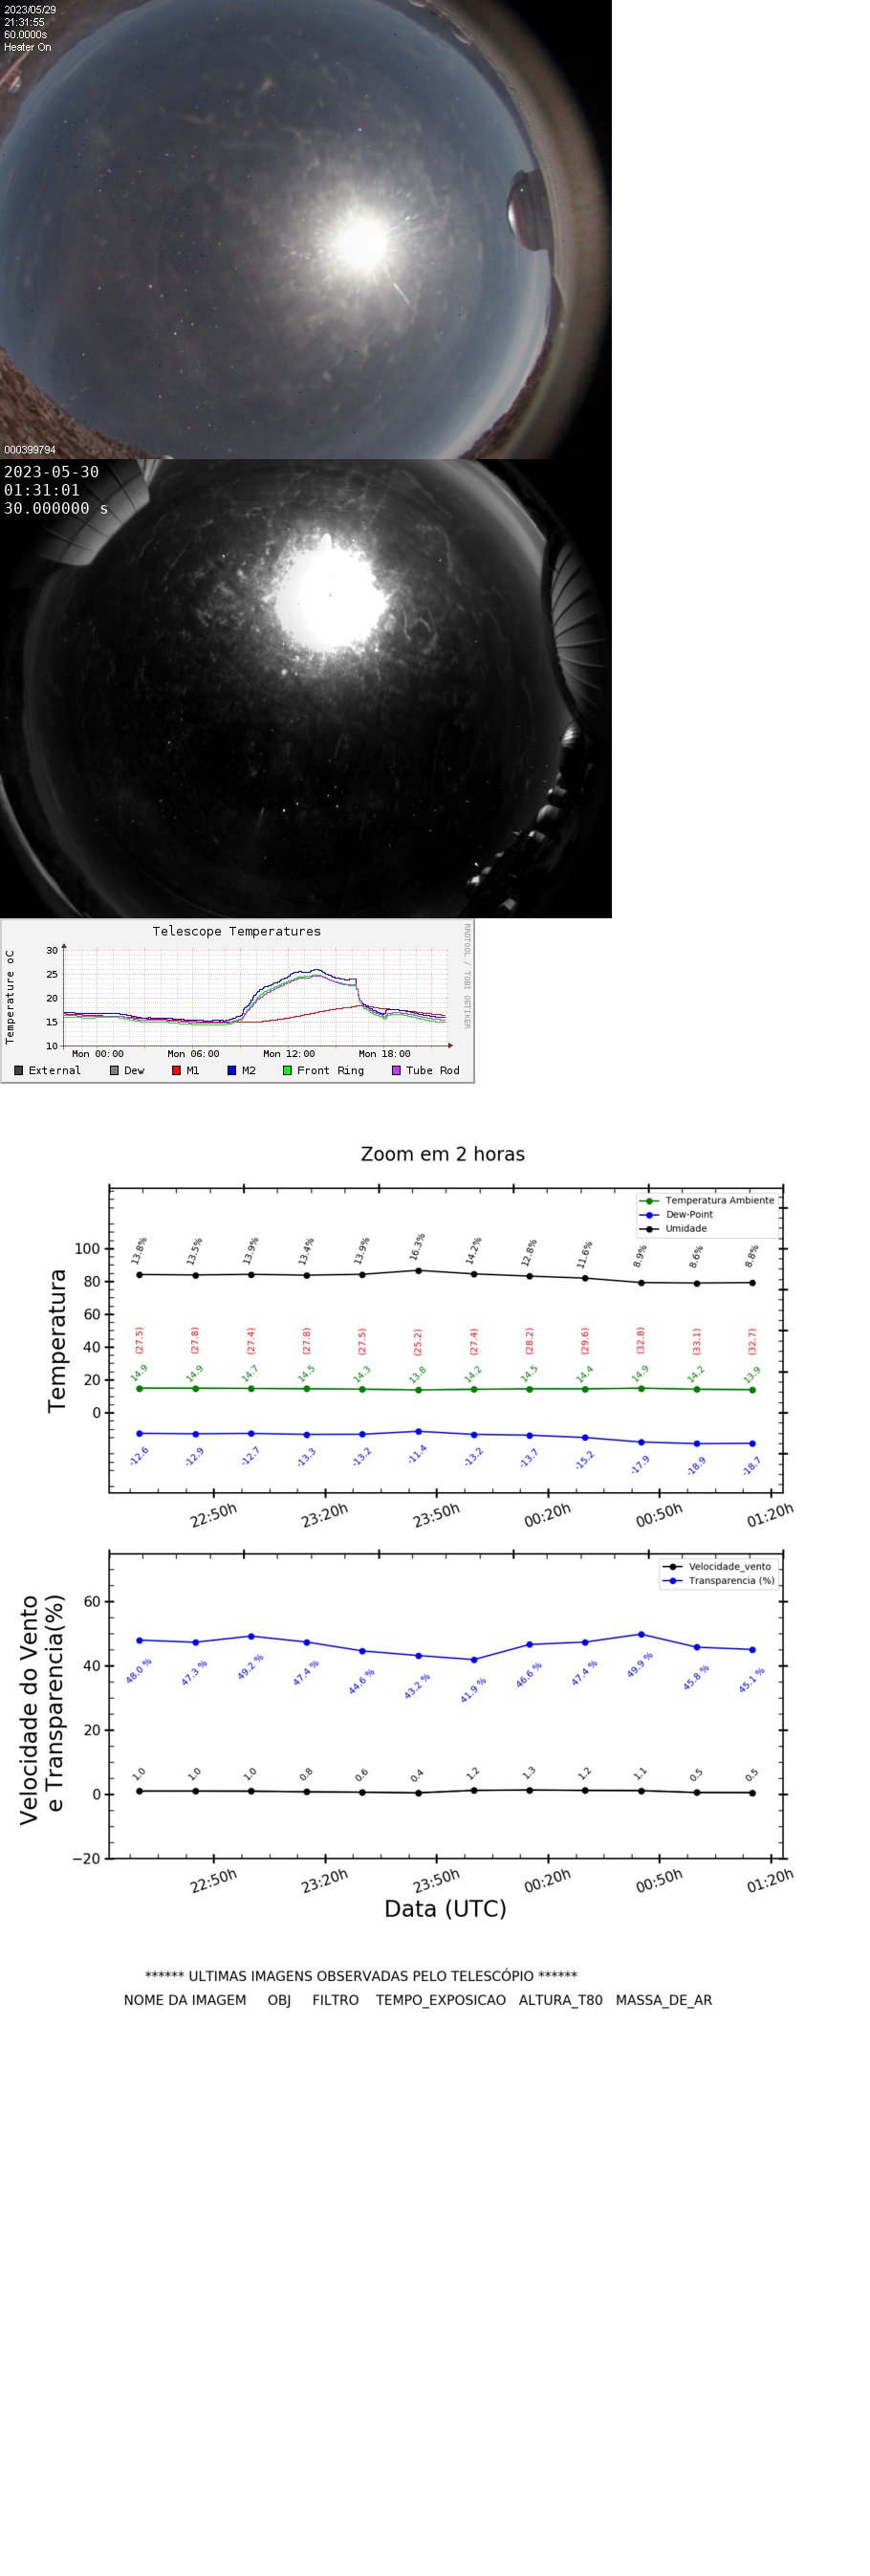 2023/05/29
21:31:55
60.0000s
Heater On
000399794
2023-05-30
01:31:01
30.000000 s
Telescope Temperatures
RRDTOOL / TOBI OETIKER
Temperature oC
30
25
20
15
10
Mon 00:00 Mon 06:00 Mon 12:00 Mon 18:00
External Dew M1 M2 Front Ring Tube Rod
Zoom em 2 horas
Temperatura Ambiente
Dew-Point
Umidade
Temperatura
100
80
60
40
20
0
13.8% 13.5% 13.9% 13.4% 13.9% 16.3% 14.2% 12.8% 11.6% 8.9% 8.6% 8.8%
(27.5) (27.8) (27.4) (27.8) (27.5) (25.2) (27.4) (28.2) (29.6) (32.8) (33.1) (32.7)
14.9 14.9 14.7 14.5 14.3 13.8 14.2 14.5 14.4 14.9 14.2 13.9
-12.6 -12.9 -12.7 -13.3 -13.2 -11.4 -13.2 -13.7 -15.2 -17.9 -18.9 -18.7
22:50h 23:20h 23:50h 00:20h 00:50h 01:20h
Velocidade_vento
Transparencia (%)
Velocidade do Vento
e Transparencia(%)
60
40
20
0
−20
48.0 % 47.3 % 49.2 % 47.4 % 44.6 % 43.2 % 41.9 % 46.6 % 47.4 % 49.9 % 45.8 % 45.1 %
1.0 1.0 1.0 0.8 0.6 0.4 1.2 1.3 1.2 1.1 0.5 0.5
22:50h 23:20h 23:50h 00:20h 00:50h 01:20h
Data (UTC)
****** ULTIMAS IMAGENS OBSERVADAS PELO TELESCÓPIO ******
NOME DA IMAGEM OBJ FILTRO TEMPO_EXPOSICAO ALTURA_T80 MASSA_DE_AR